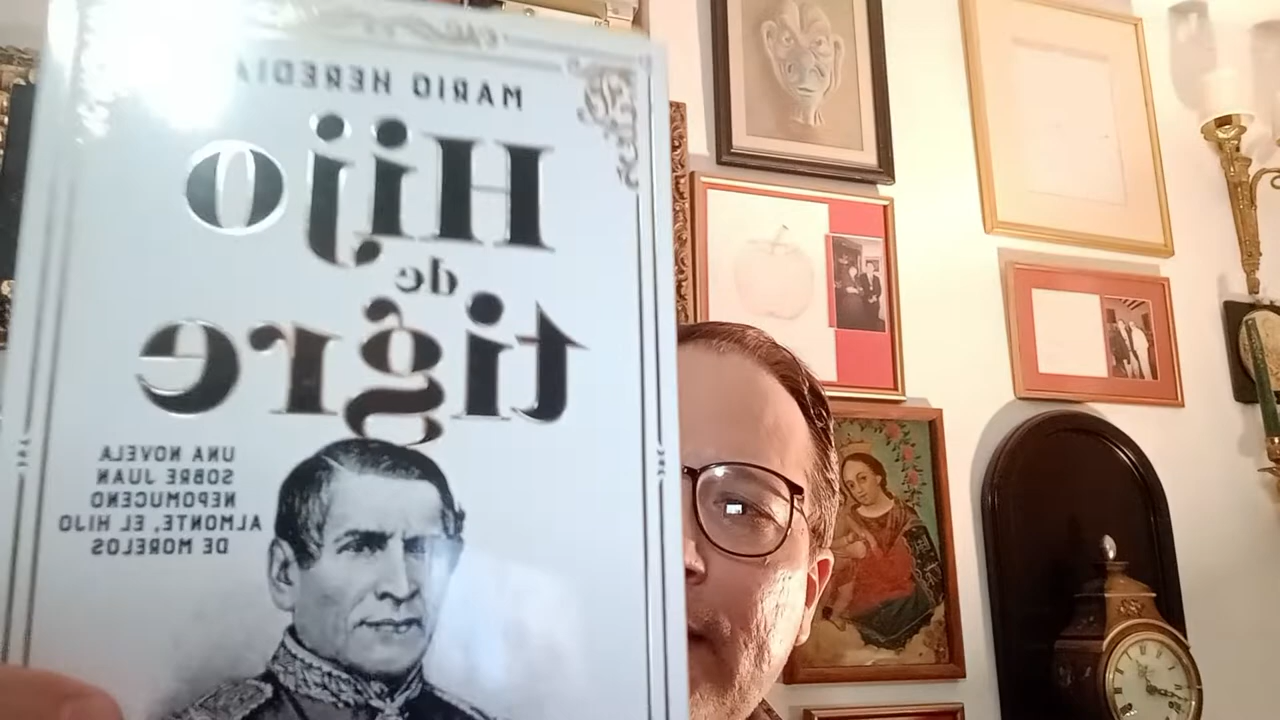 MARIO HEREDIA
Hijo
de
tigre
UNA NOVELA
SOBRE JUAN
NEPOMUCENO
ALMONTE, EL HIJO
DE MORELOS